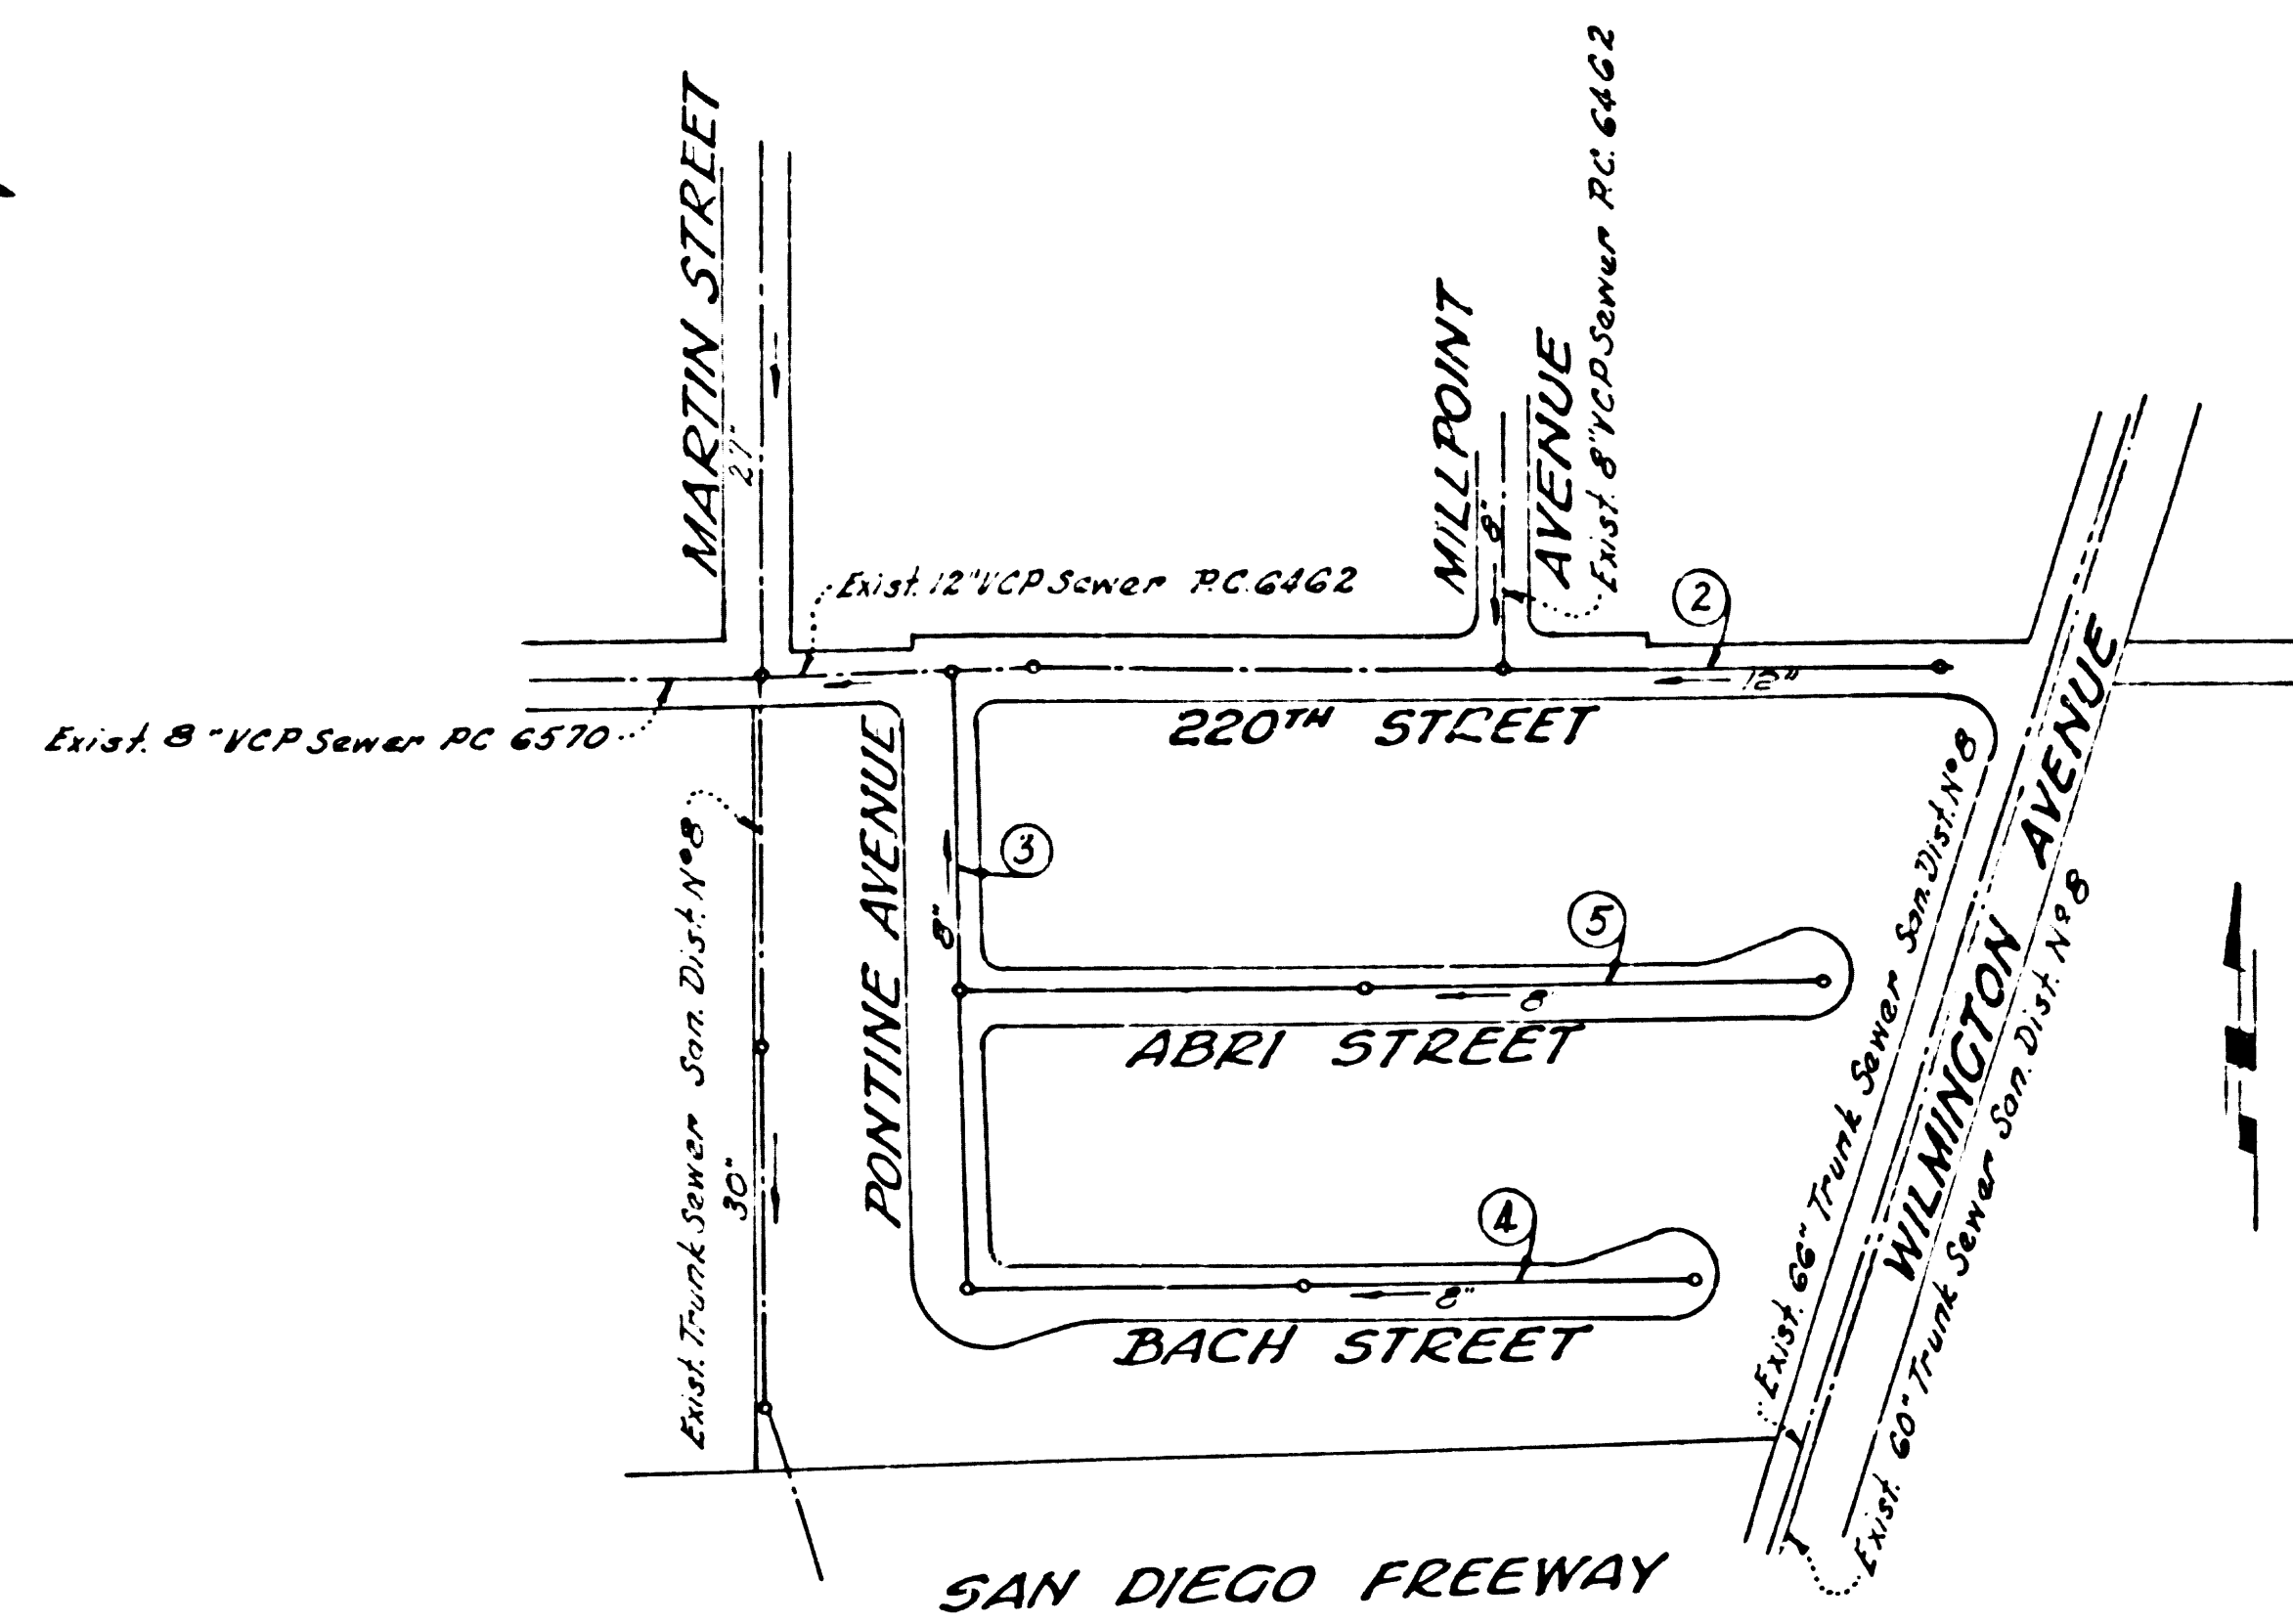 MARTIN STREET
27"
MILLPOINT
AVENUE
8"
Exist. 8"VCP Sewer P.C. 6462
Exist. 12"VCP Sewer P.C. 6462
2
12"
220TH STREET
Exist. 8"VCP Sewer PC 6570
Exist. Trunk Sewer San. Dist. Nº 8
30"
PONTINE AVENUE
3
8"
5
8"
ABRI STREET
4
8"
BACH STREET
WILMINGTON AVENUE
Exist. 66" Trunk Sewer San. Dist. Nº 8
Exist. 60" Trunk Sewer San. Dist. Nº 8
SAN DIEGO FREEWAY